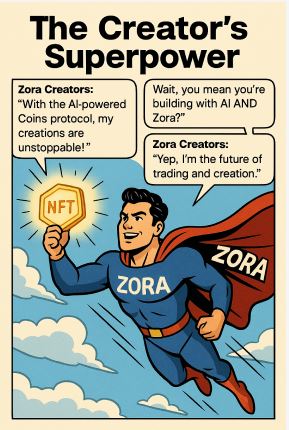 The Creator's
Superpower
Zora Creators:
"With the AI-powered
Coins protocol, my
creations are
unstoppable!"
Wait, you mean you're
building with AI AND
Zora?"
Zora Creators:
"Yep, I'm the future of
trading and creation."
NFT
ZORA
ZORA